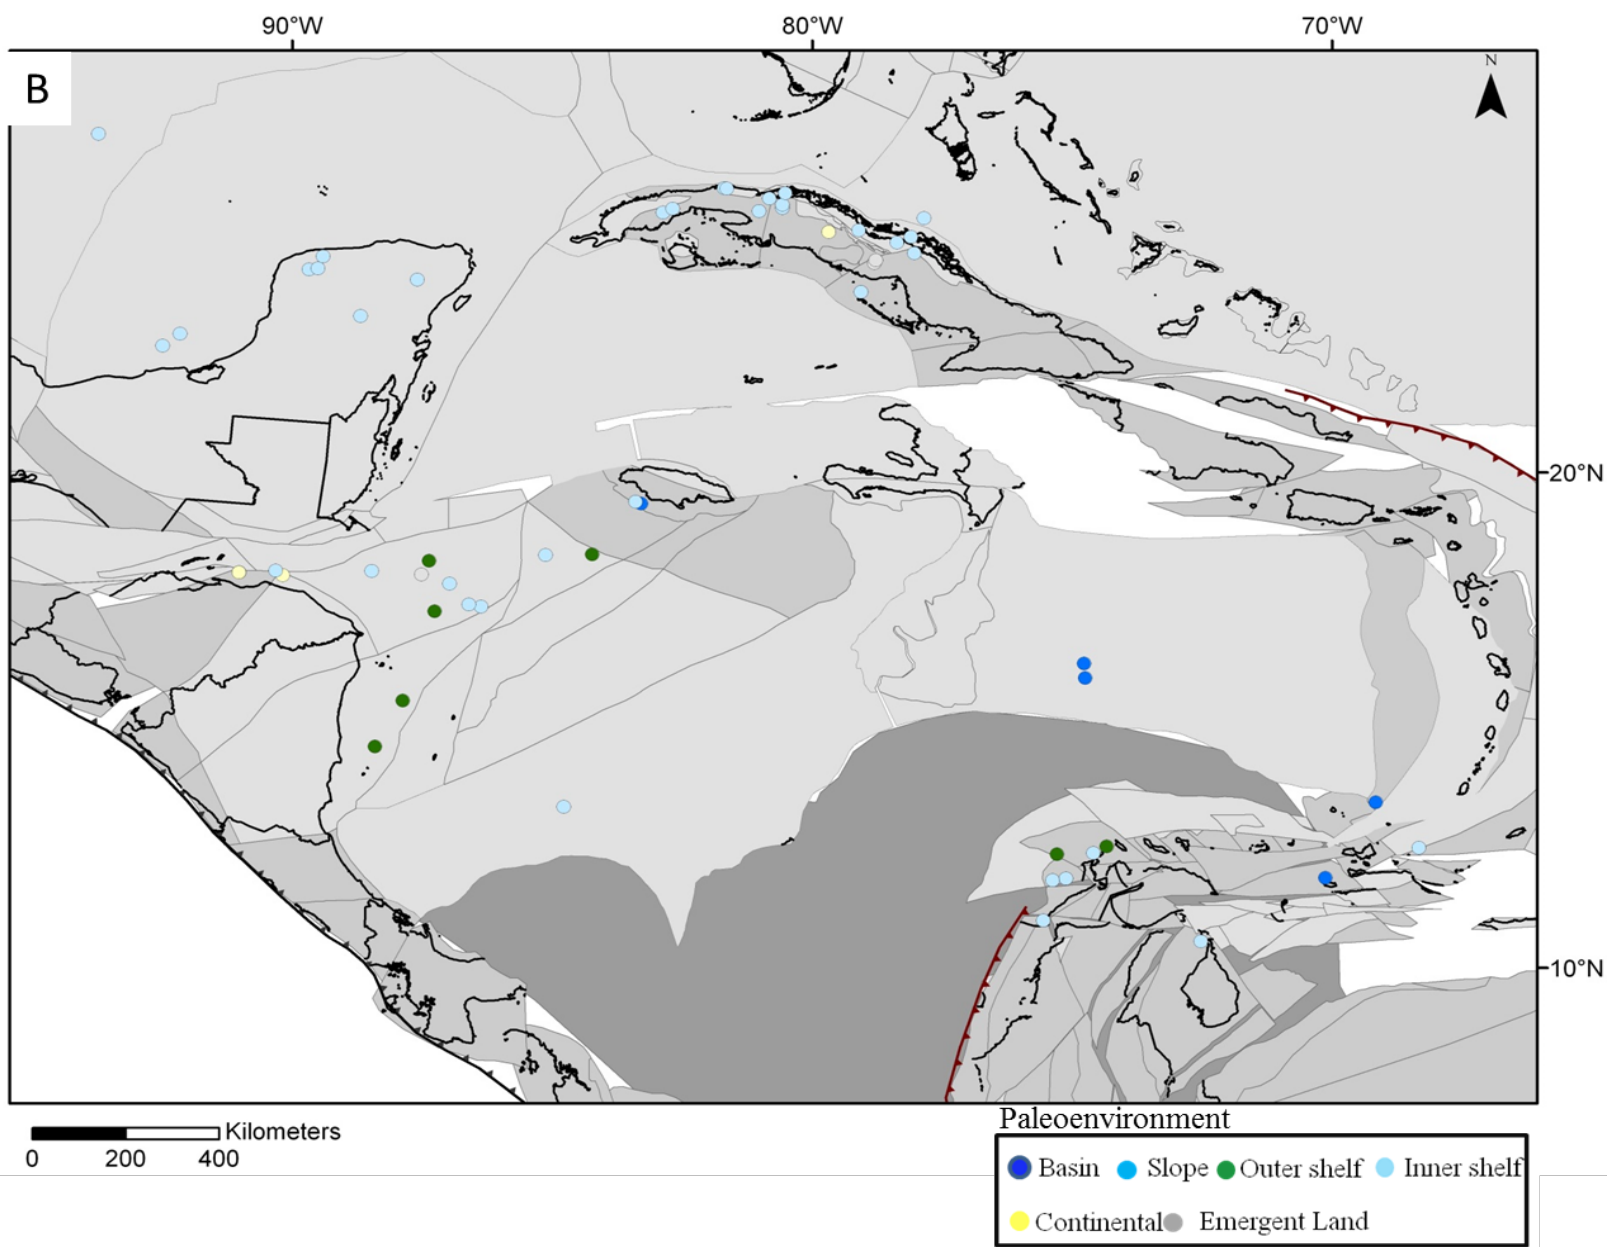 90°W 80°W 70°W
B
N
20°N
10°N
Kilometers
0 200 400
Paleoenvironment
Basin Slope Outer shelf Inner shelf
Continental Emergent Land